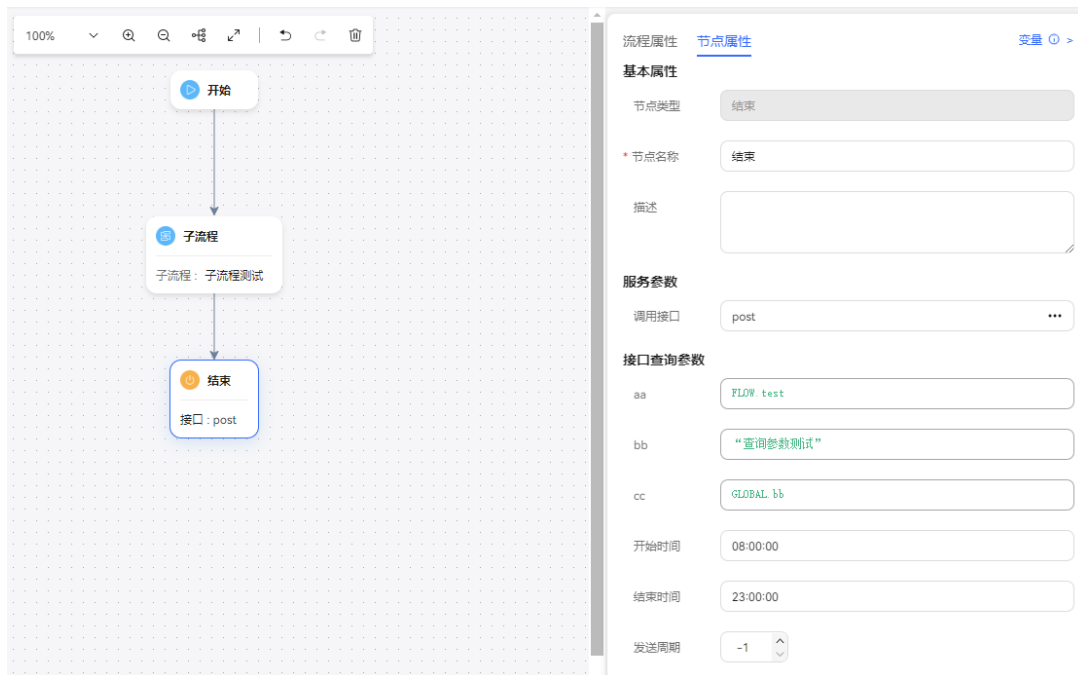 100%
开始
子流程
子流程 : 子流程测试
结束
接口 : post
流程属性 节点属性 变量 >
基本属性
节点类型 结束
* 节点名称 结束
描述
服务参数
调用接口 post •••
接口查询参数
aa FLOW.test
bb “查询参数测试”
cc GLOBAL.bb
开始时间 08:00:00
结束时间 23:00:00
发送周期 -1